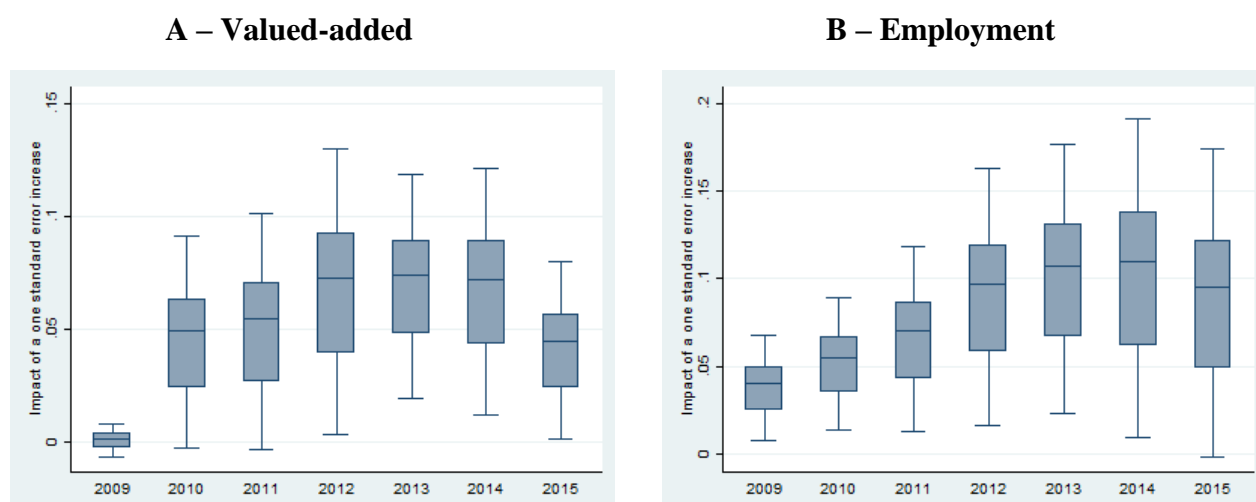 A – Valued-added
B – Employment
Impact of a one standard error increase
.15
.1
.05
0
2009 2010 2011 2012 2013 2014 2015
Impact of a one standard error increase
.2
.15
.1
.05
0
2009 2010 2011 2012 2013 2014 2015